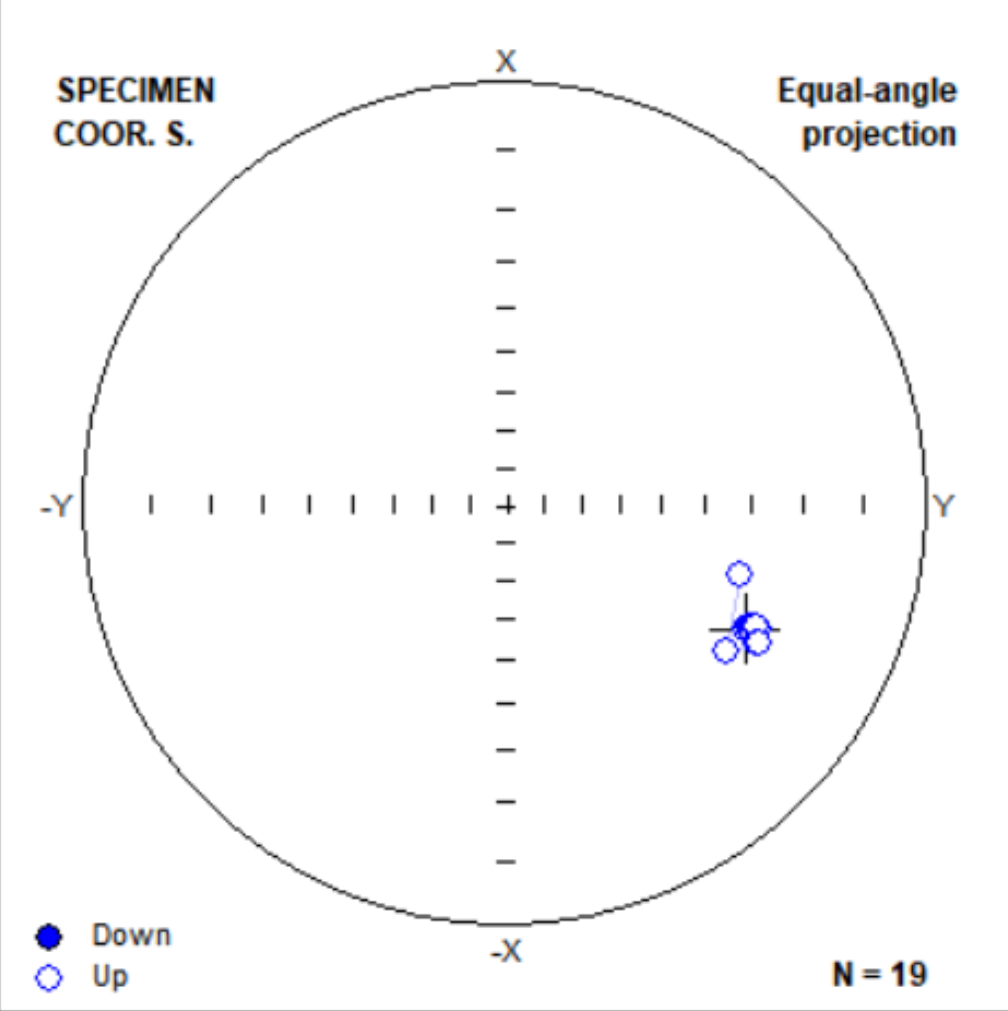 X
SPECIMEN
COOR. S.
Equal-angle
projection
-Y
Y
Down
Up
-X
N = 19